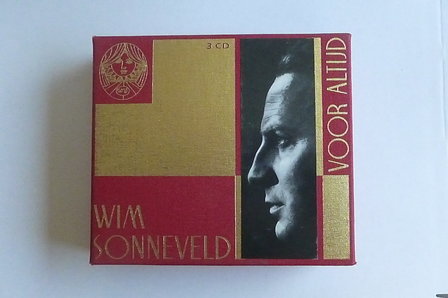 3 CD
VOOR ALTIJD
WIM
SONNEVELD